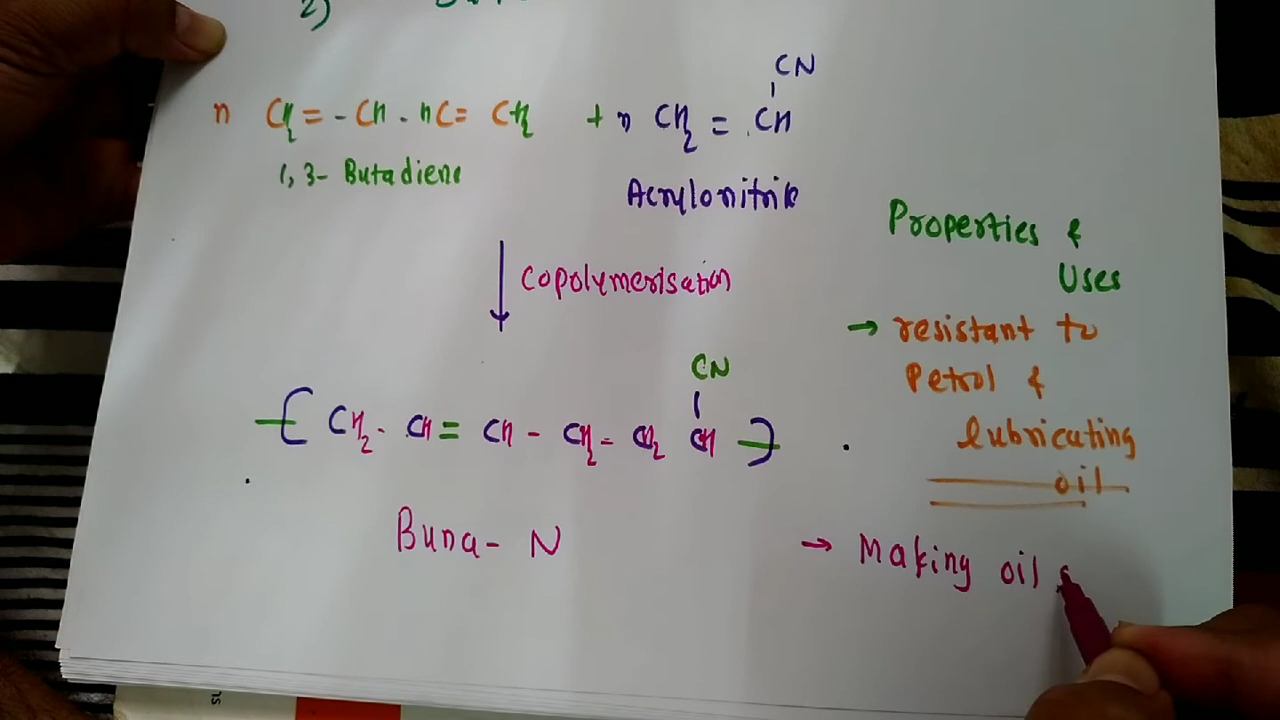 2)
CN
n CH2 = - CH - HC = CH2 + n CH2 = CH
1, 3- Butadiene
Acrylonitrile
Copolymerisation
CN
-[ CH2 - CH = CH - CH2 - CH2 CH ]-
Buna - N
Properties &
Uses
→ resistant to
Petrol &
lubricating
oil
→ Making oil s